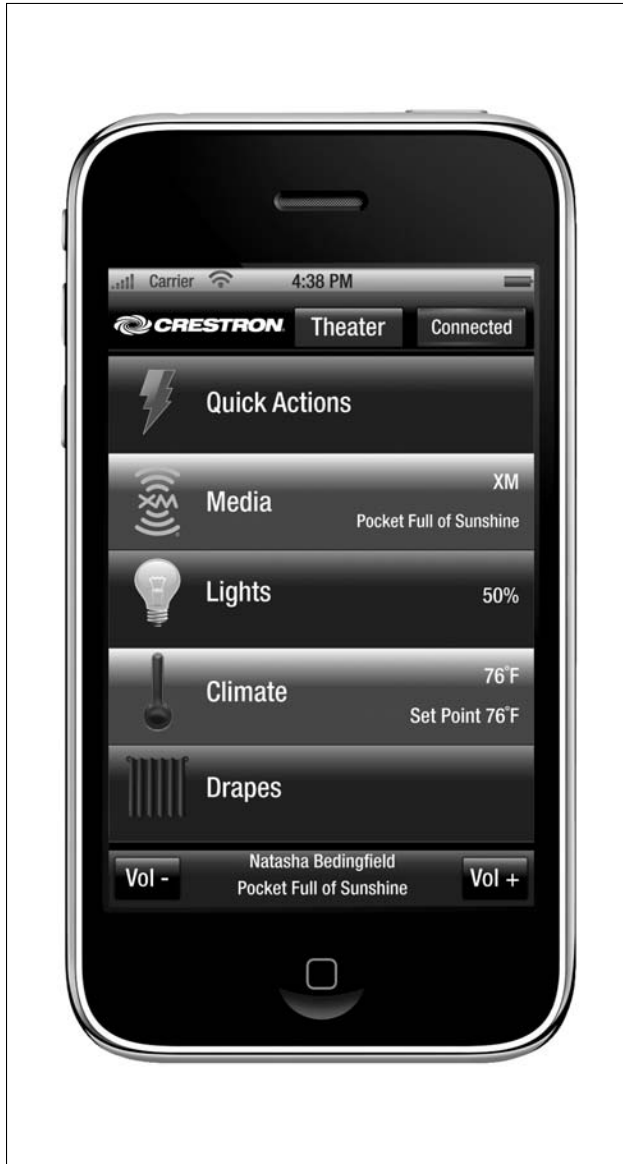 Carrier 4:38 PM
CRESTRON Theater Connected
Quick Actions
XM
Media XM
Pocket Full of Sunshine
Lights 50%
76°F
Climate
Set Point 76°F
Drapes
Natasha Bedingfield
Vol - Vol +
Pocket Full of Sunshine